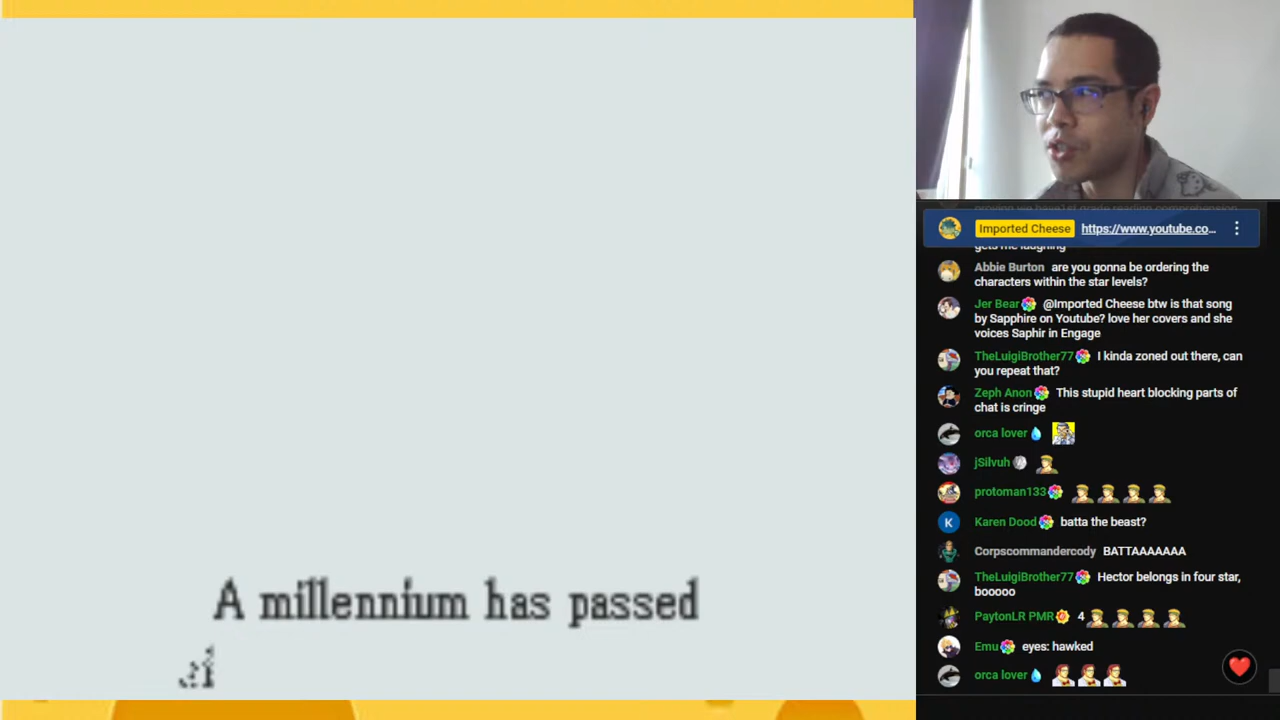 A millennium has passed
Imported Cheese https://www.youtube.co...
gets me laughing
Abbie Burton are you gonna be ordering the
characters within the star levels?
Jer Bear @Imported Cheese btw is that song
by Sapphire on Youtube? love her covers and she
voices Saphir in Engage
TheLuigiBrother77 I kinda zoned out there, can
you repeat that?
Zeph Anon This stupid heart blocking parts of
chat is cringe
orca lover
jSilvuh
protoman133
K Karen Dood batta the beast?
Corpscommandercody BATTAAAAAAA
TheLuigiBrother77 Hector belongs in four star,
booooo
PaytonLR PMR 4
Emu eyes: hawked
orca lover